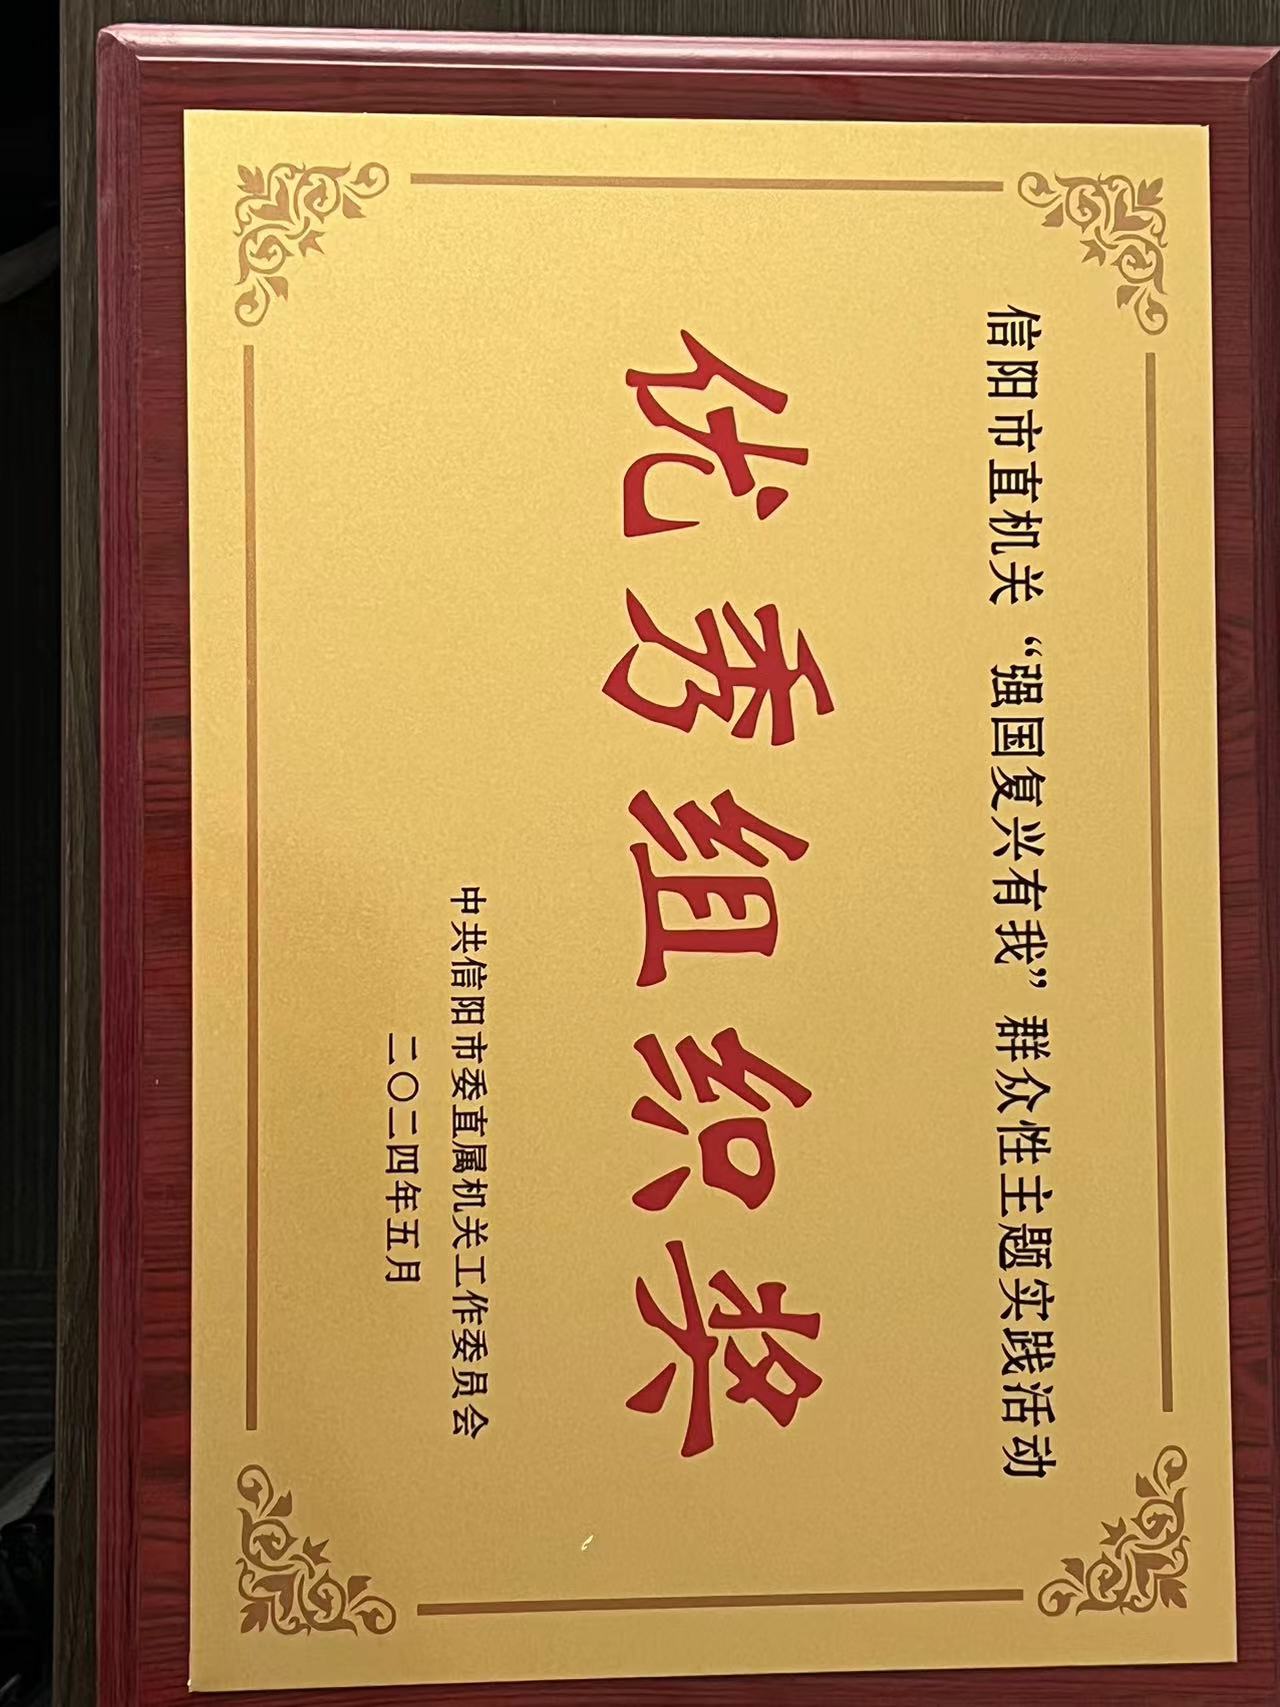 信阳市直机关“强国复兴有我”群众性主题实践活动
优秀组织奖
中共信阳市委直属机关工作委员会
二〇二四年五月